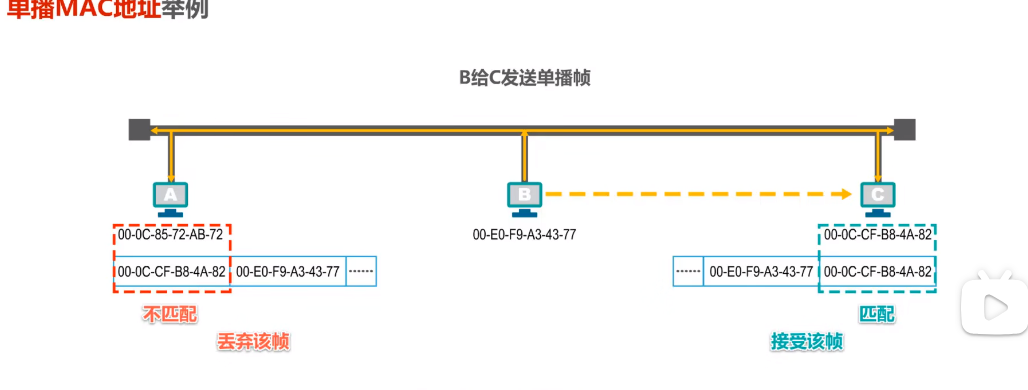 单播MAC地址举例
B给C发送单播帧
A
B
C
00-0C-85-72-AB-72
00-E0-F9-A3-43-77
00-0C-CF-B8-4A-82
00-0C-CF-B8-4A-82 00-E0-F9-A3-43-77 ······
······ 00-E0-F9-A3-43-77 00-0C-CF-B8-4A-82
不匹配
匹配
丢弃该帧
接受该帧